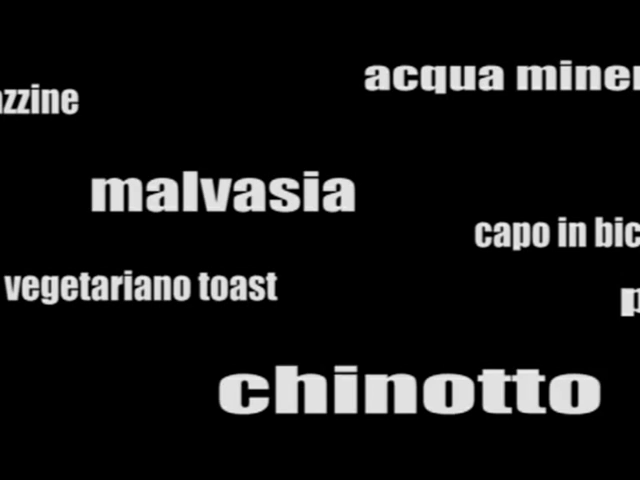 acqua miner
zzine
malvasia
capo in bic
vegetariano toast
p
chinotto